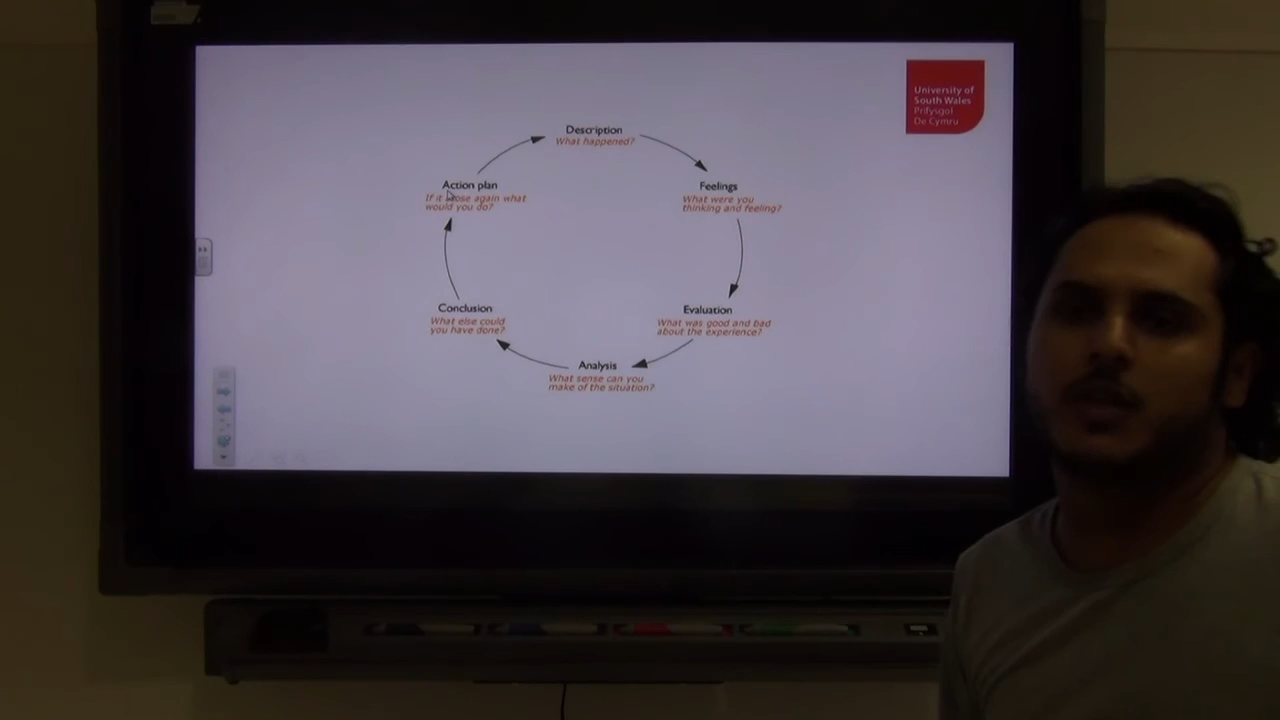 University of
South Wales
Prifysgol
De Cymru
Description
What happened?
Feelings
What were you
thinking and feeling?
Evaluation
What was good and bad
about the experience?
Analysis
What sense can you
make of the situation?
Conclusion
What else could
you have done?
Action plan
If it arose again what
would you do?